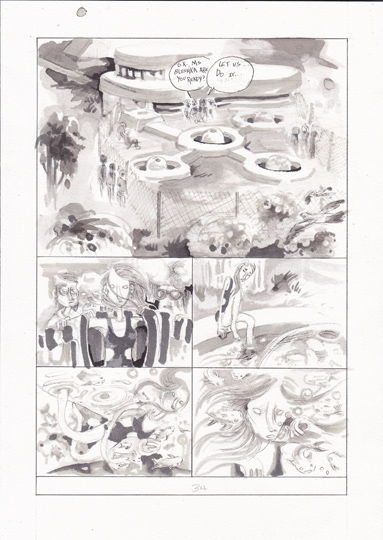 O.K. MS
ARE
YOU READY?
LET US
DO IT...
34